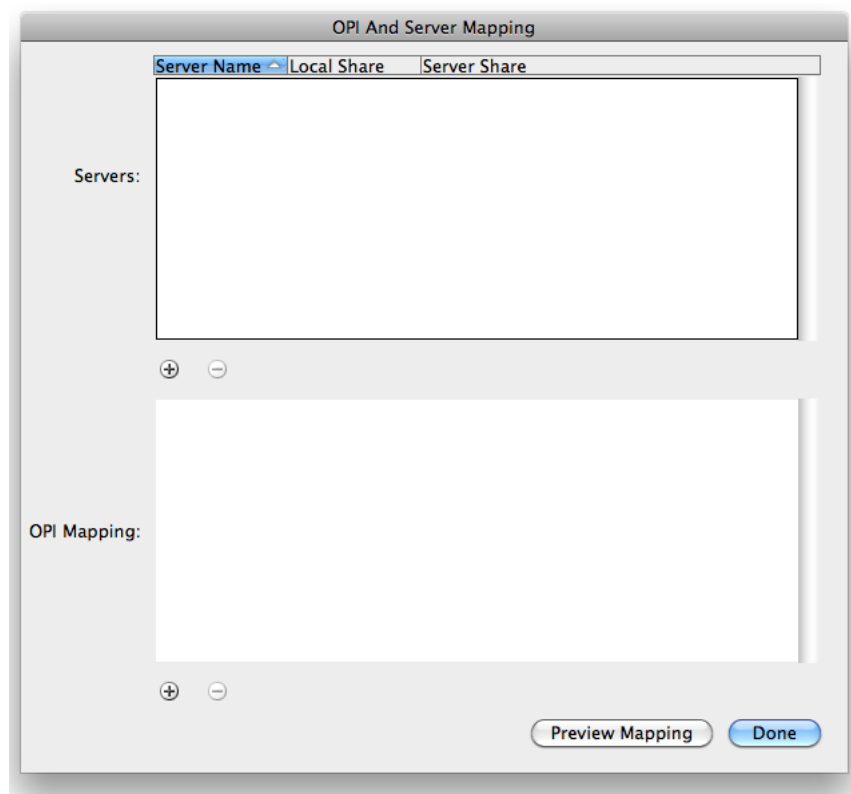 OPI And Server Mapping
Server Name Local Share Server Share
Servers:
OPI Mapping:
Preview Mapping Done